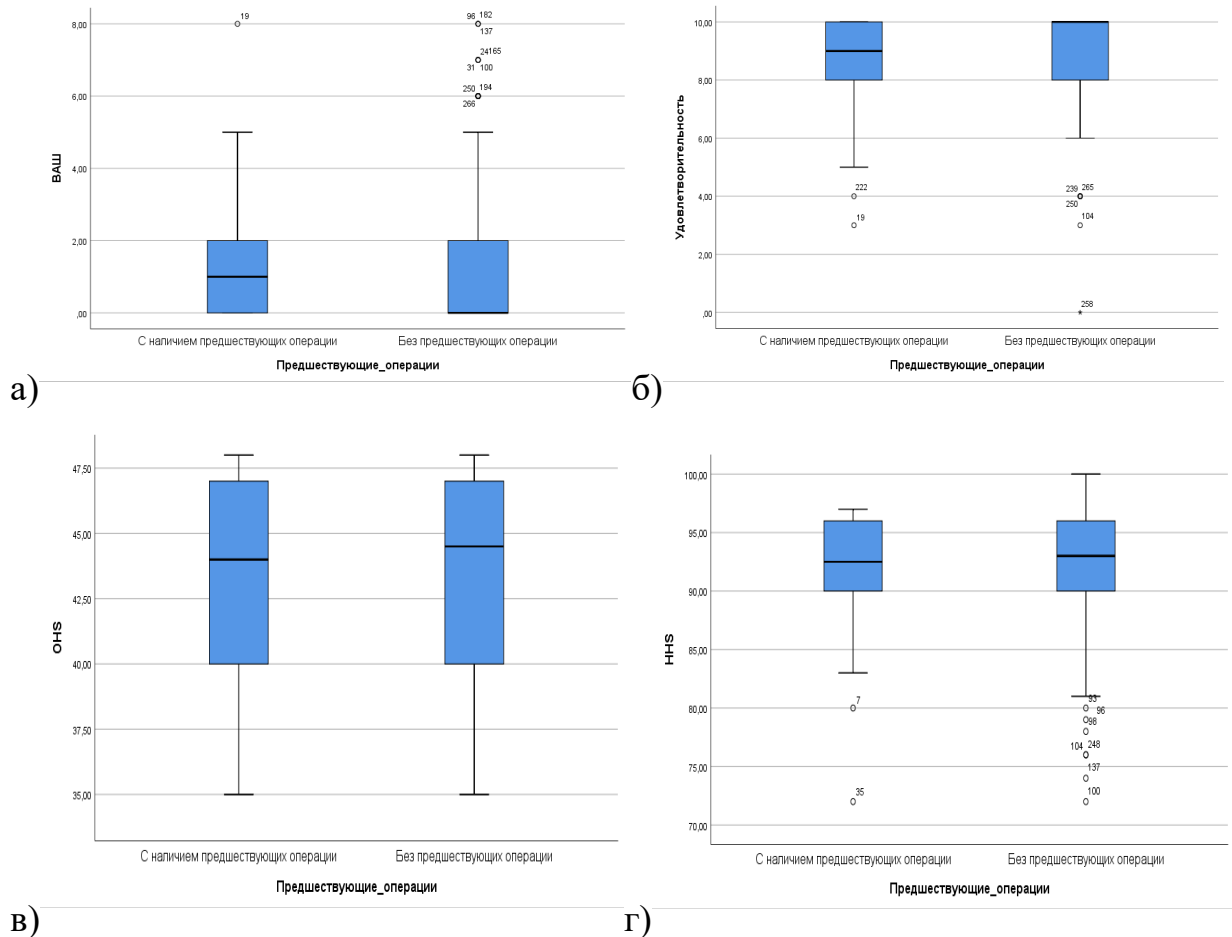 8,00
6,00
4,00
2,00
,00
ВАШ
19
96 182
137
24165
31 100
250 194
266
С наличием предшествующих операции
Без предшествующих операции
Предшествующие_операции
а)
10,00
8,00
6,00
4,00
2,00
,00
Удовлетворительность
222
19
239 265
250
104
258
С наличием предшествующих операции
Без предшествующих операции
Предшествующие_операции
б)
47,50
45,00
42,50
40,00
37,50
35,00
OHS
С наличием предшествующих операции
Без предшествующих операции
Предшествующие_операции
в)
100,00
95,00
90,00
85,00
80,00
75,00
70,00
HHS
7
35
93
96
98
104 248
137
100
С наличием предшествующих операции
Без предшествующих операции
Предшествующие_операции
г)